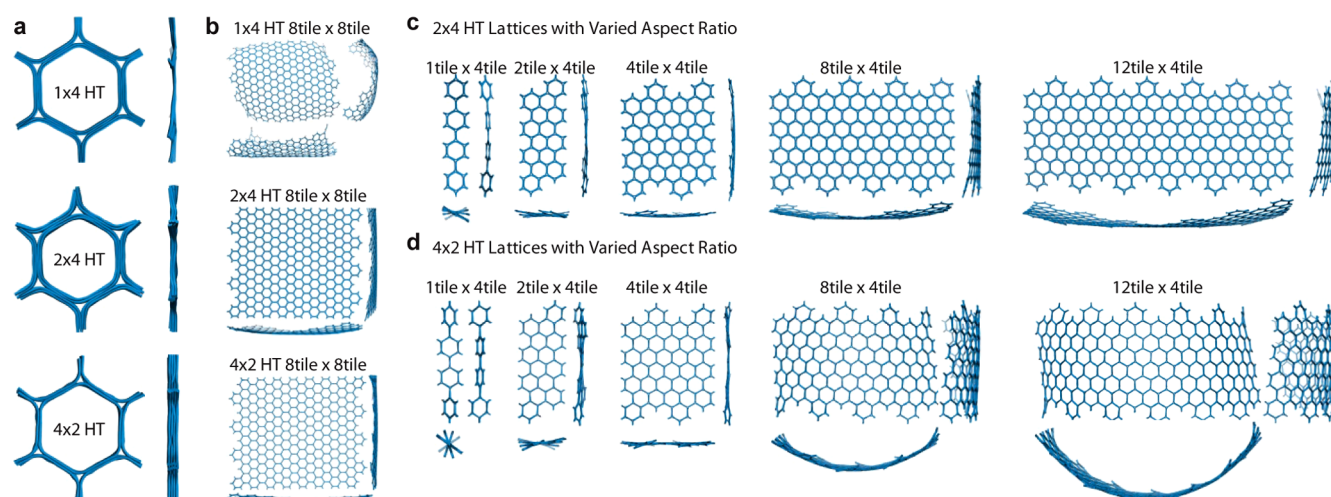 a
1x4 HT
2x4 HT
4x2 HT
b
1x4 HT 8tile x 8tile
2x4 HT 8tile x 8tile
4x2 HT 8tile x 8tile
c 2x4 HT Lattices with Varied Aspect Ratio
1tile x 4tile 2tile x 4tile 4tile x 4tile 8tile x 4tile 12tile x 4tile
d 4x2 HT Lattices with Varied Aspect Ratio
1tile x 4tile 2tile x 4tile 4tile x 4tile 8tile x 4tile 12tile x 4tile